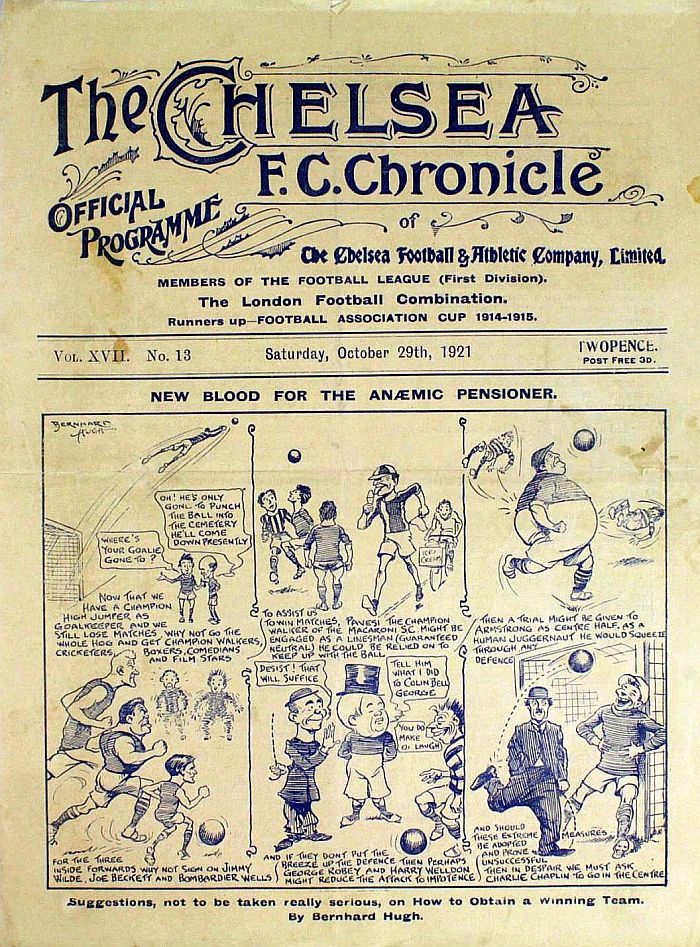 The CHELSEA
F.C. Chronicle
OFFICIAL
PROGRAMME
of
The Chelsea Football & Athletic Company, Limited.
MEMBERS OF THE FOOTBALL LEAGUE (First Division).
The London Football Combination.
Runners up—FOOTBALL ASSOCIATION CUP 1914-1915.
VOL. XVII. No. 13
Saturday, October 29th, 1921
TWOPENCE.
POST FREE 3D.
NEW BLOOD FOR THE ANÆMIC PENSIONER.
BERNHARD
HUGH
OH! HE'S ONLY
GONE TO PUNCH
THE BALL INTO
THE CEMETERY
HE'LL COME
DOWN PRESENTLY
WHERE'S
YOUR GOALIE
GONE TO?
NOW THAT WE
HAVE A CHAMPION
HIGH JUMPER AS
GOALKEEPER AND WE
STILL LOSE MATCHES, WHY NOT GO THE
WHOLE HOG AND GET CHMPION WALKERS,
CRICKETERS, BOXERS, COMEDIANS
AND FILM STARS
ICE
CREAM
TO ASSIST US
TO WIN MATCHES, PAVESI THE CHAMPION
WALKER OF THE MACARONI S.C. MIGHT BE
ENGAGED AS A LINESMAN (GUARANTEED
NEUTRAL) HE COULD BE RELIED ON TO
KEEP UP WITH THE BALL
THEN A TRIAL MIGHT BE GIVEN TO
ARMSTRONG AS CENTRE HALF. AS A
HUMAN JUGGERNAUT HE WOULD SQUEEZE
THROUGH ANY
DEFENCE
FOR THE THREE
INSIDE FORWARDS WHY NOT SIGN ON JIMMY
WILDE, JOE BECKETT AND BOMBARDIER WELLS
DESIST! THAT
WILL SUFFICE
TELL HIM
WHAT I DID
TO COLIN BELL
GEORGE
YOU DO
MAKE
OI LAUGH
AND IF THEY DONT PUT THE
BREEZE UP THE DEFENCE THEN PERHAPS
GEORGE ROBEY AND HARRY WELLDON
MIGHT REDUCE THE ATTACK TO IMPOTENCE
AND SHOULD
THESE EXTREME MEASURES
BE ADOPTED
AND PROVE
UNSUCCESSFUL
THEN IN DESPAIR WE MUST ASK
CHARLIE CHAPLIN TO GO IN THE CENTRE
Suggestions, not to be taken really serious, on How to Obtain a Winning Team.
By Bernhard Hugh.